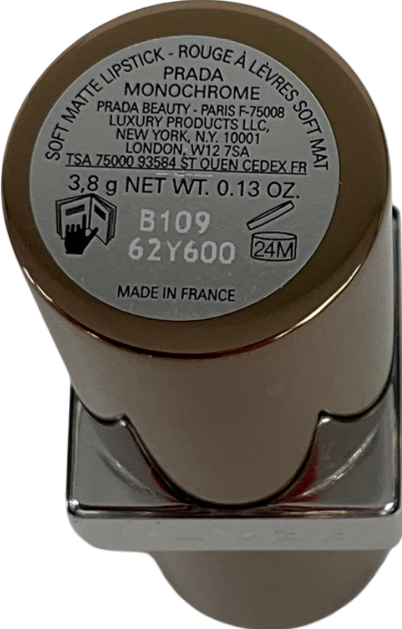 SOFT MATTE LIPSTICK - ROUGE À LÈVRES SOFT MAT
PRADA
MONOCHROME
PRADA BEAUTY - PARIS F-75008
LUXURY PRODUCTS LLC,
NEW YORK, N.Y. 10001
LONDON, W12 7SA
TSA 75000 93584 ST OUEN CEDEX FR
3,8 g NET WT. 0.13 OZ.
B109
62Y600
24M
MADE IN FRANCE